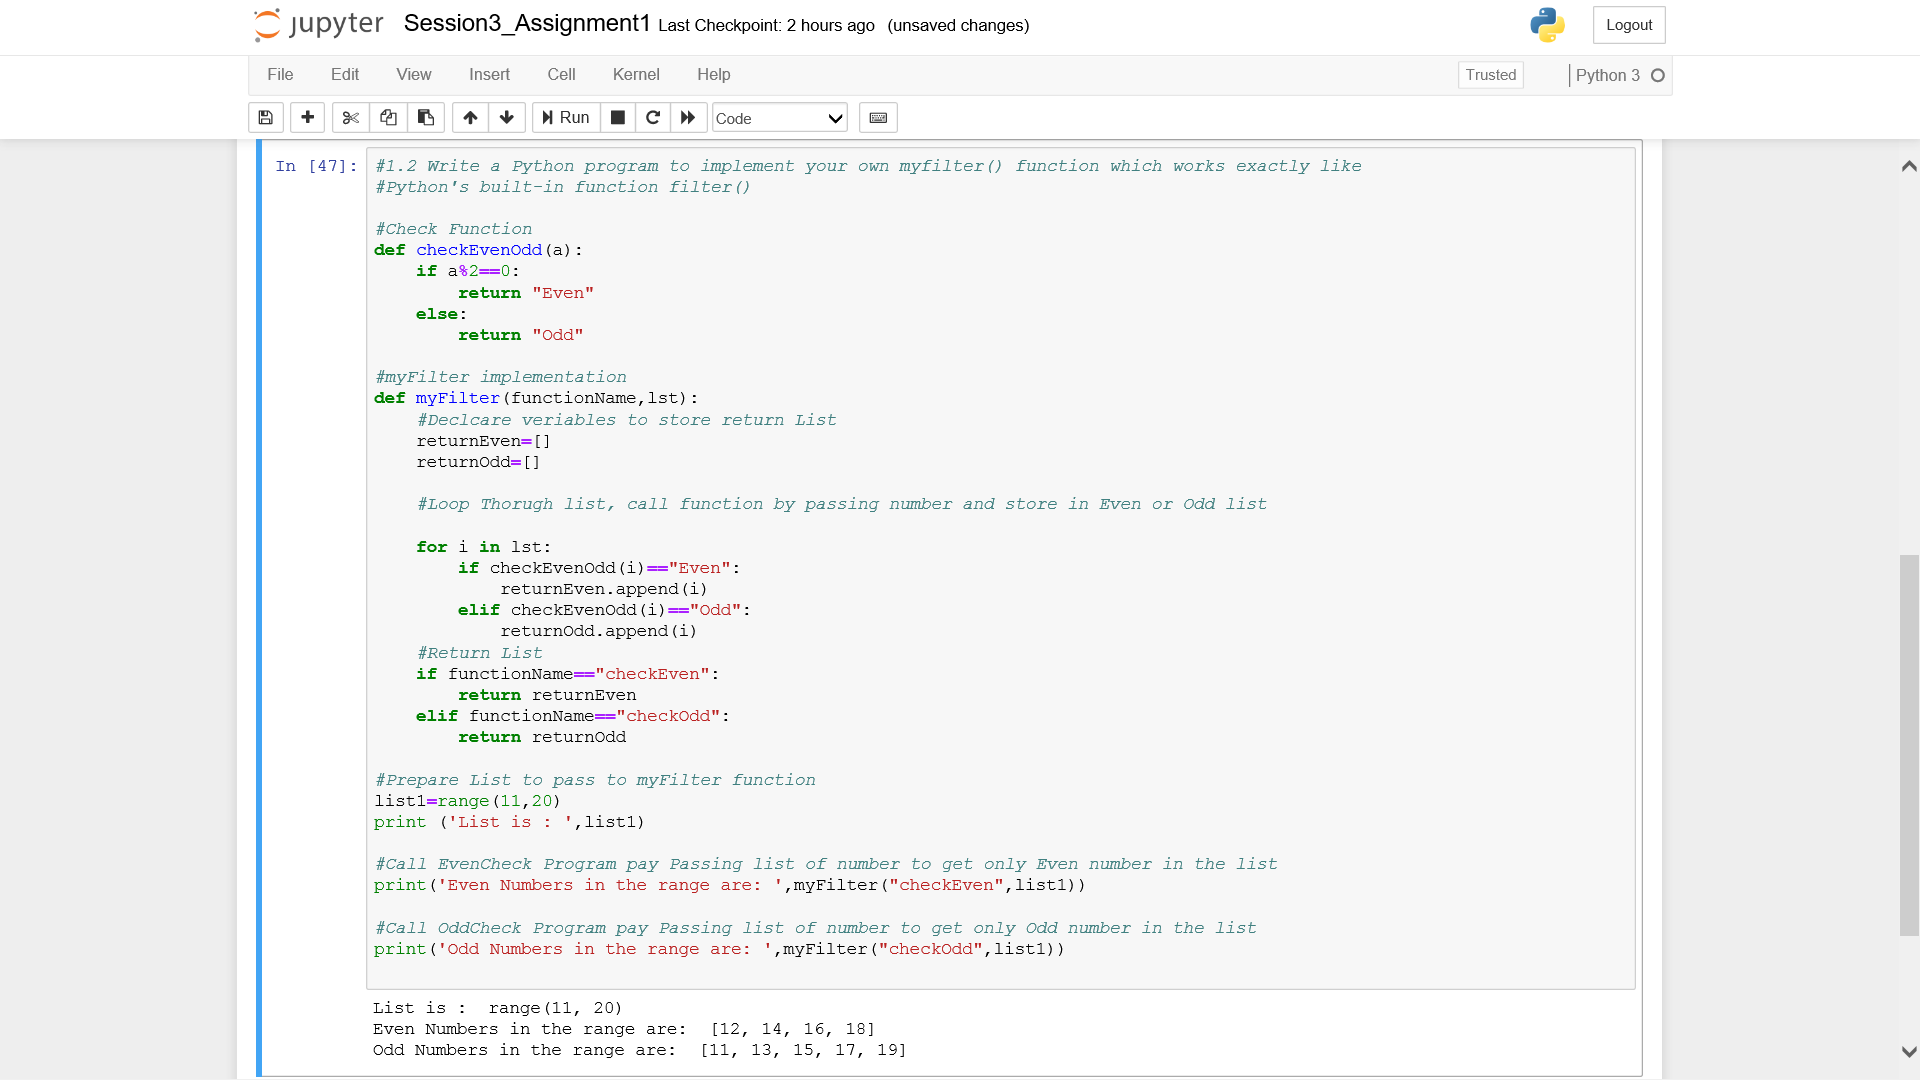 jupyter Session3_Assignment1 Last Checkpoint: 2 hours ago (unsaved changes) Logout
File Edit View Insert Cell Kernel Help Trusted Python 3
Run Code
In [47]: #1.2 Write a Python program to implement your own myfilter() function which works exactly like
#Python's built-in function filter()
#Check Function
def checkEvenOdd(a):
    if a%2==0:
        return "Even"
    else:
        return "Odd"
#myFilter implementation
def myFilter(functionName,lst):
    #Declcare veriables to store return List
    returnEven=[]
    returnOdd=[]
    #Loop Thorugh list, call function by passing number and store in Even or Odd list
    for i in lst:
        if checkEvenOdd(i)=="Even":
            returnEven.append(i)
        elif checkEvenOdd(i)=="Odd":
            returnOdd.append(i)
    #Return List
    if functionName=="checkEven":
        return returnEven
    elif functionName=="checkOdd":
        return returnOdd
#Prepare List to pass to myFilter function
list1=range(11,20)
print ('List is : ',list1)
#Call EvenCheck Program pay Passing list of number to get only Even number in the list
print('Even Numbers in the range are: ',myFilter("checkEven",list1))
#Call OddCheck Program pay Passing list of number to get only Odd number in the list
print('Odd Numbers in the range are: ',myFilter("checkOdd",list1))
List is :  range(11, 20)
Even Numbers in the range are:  [12, 14, 16, 18]
Odd Numbers in the range are:  [11, 13, 15, 17, 19]